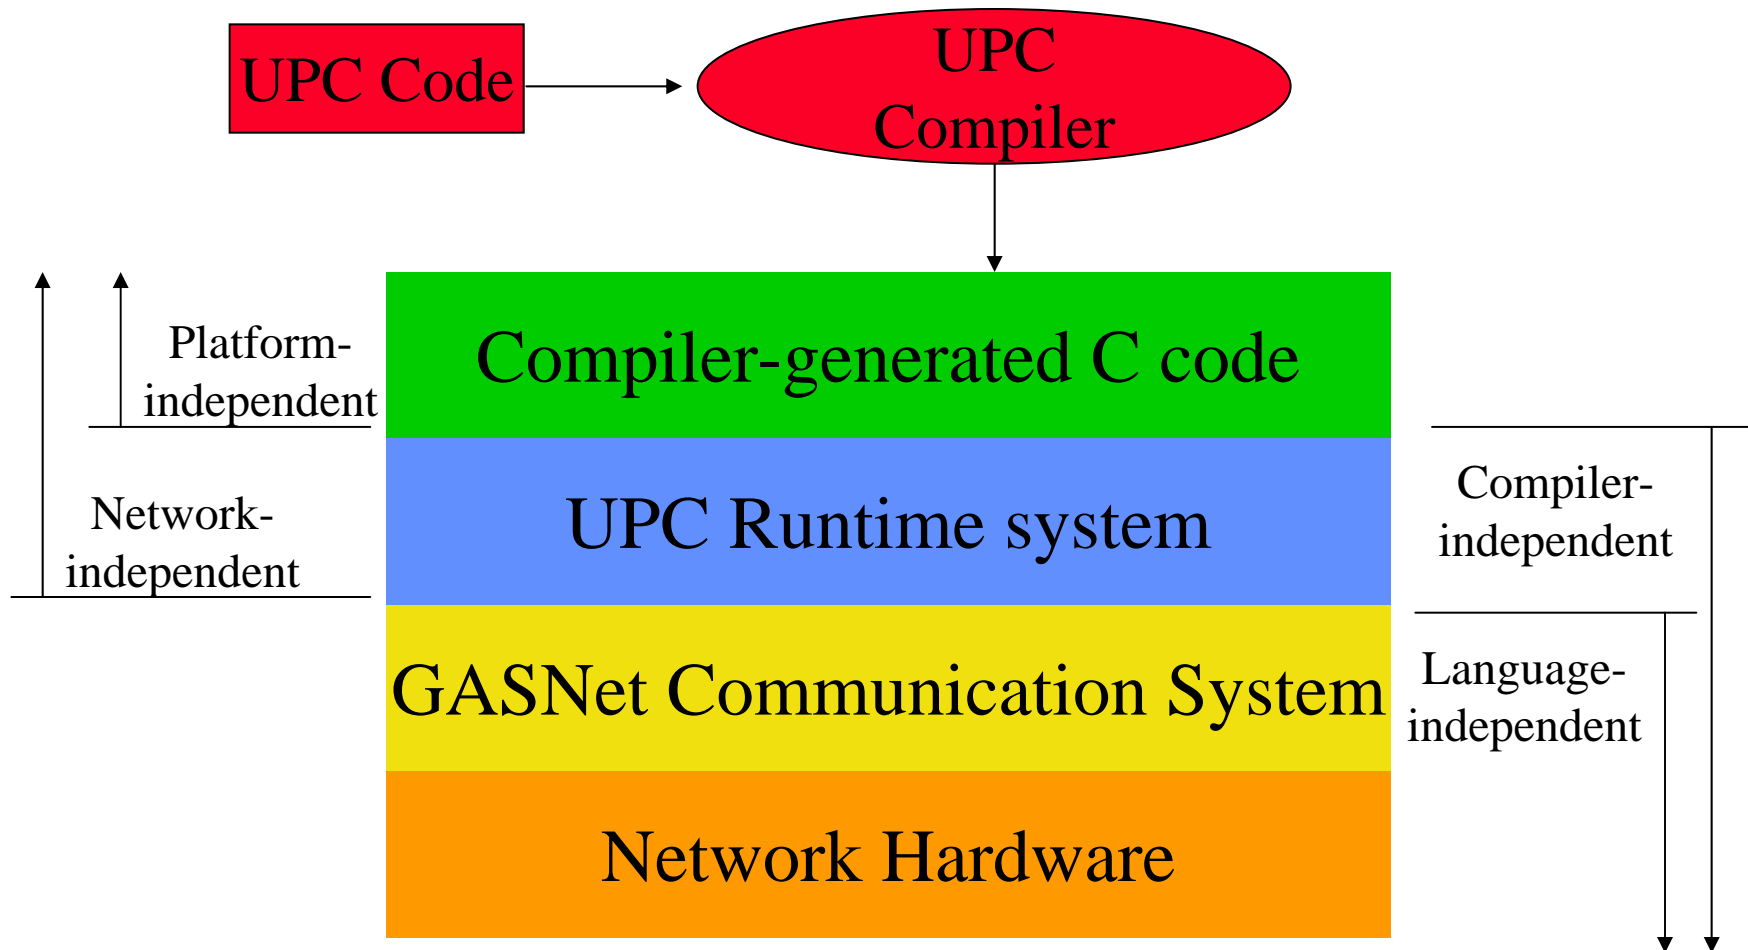 UPC Code
UPC
Compiler
Platform-
independent
Compiler-generated C code
Network-
independent
UPC Runtime system
Compiler-
independent
GASNet Communication System
Language-
independent
Network Hardware